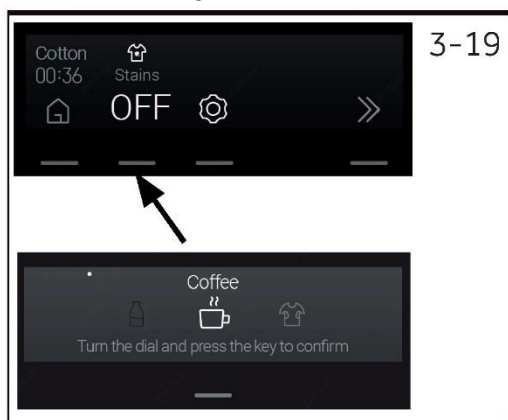 3-19
Cotton
00:36
Stains
OFF
Coffee
Turn the dial and press the key to confirm